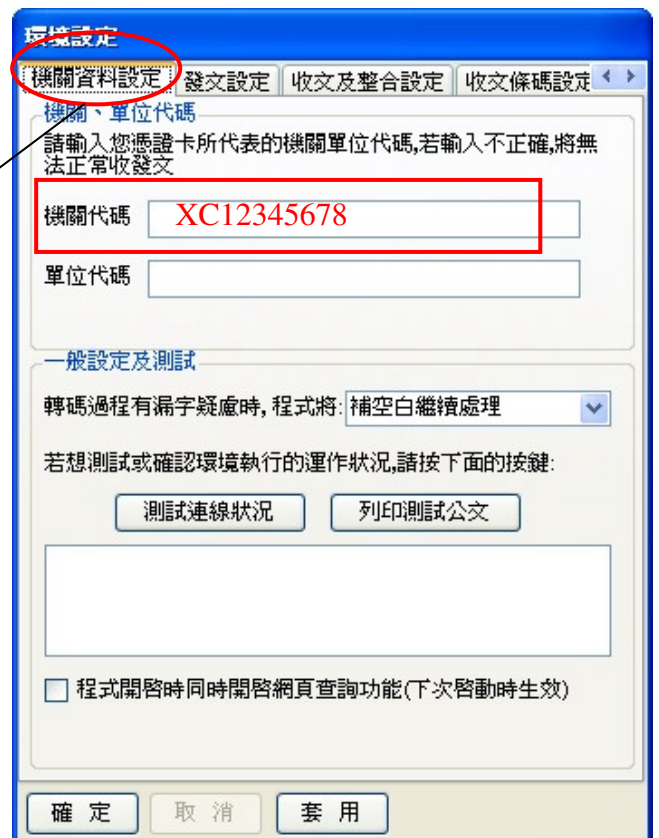 環境設定
機關資料設定 發文設定 收文及整合設定 收文條碼設定
機關、單位代碼
請輸入您憑證卡所代表的機關單位代碼,若輸入不正確,將無
法正常收發文
機關代碼 XC12345678
單位代碼
一般設定及測試
轉碼過程有漏字疑慮時, 程式將: 補空白繼續處理
若想測試或確認環境執行的運作狀況,請按下面的按鍵:
測試連線狀況 列印測試公文
程式開啓時同時開啓網頁查詢功能(下次啓動時生效)
確 定 取 消 套 用